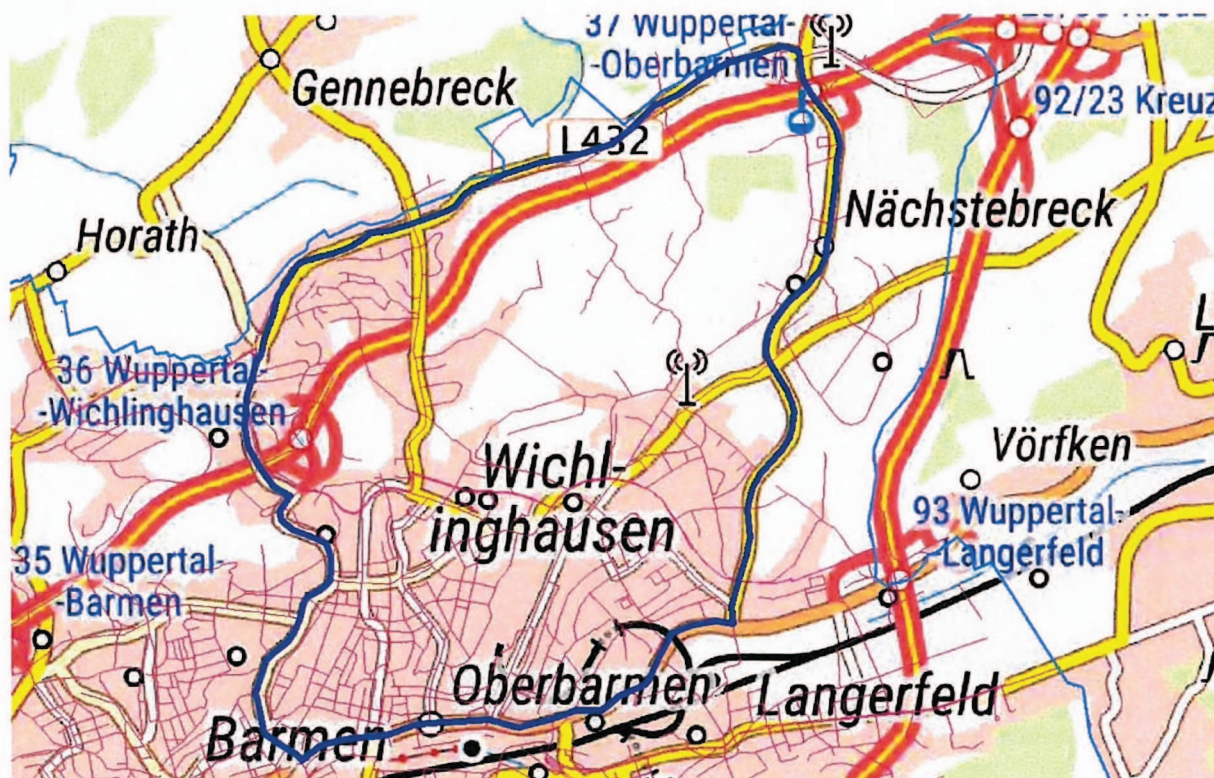 37 Wuppertal-
-Oberbarmen
Gennebreck
92/23 Kreuz
L432
Nächstebreck
Horath
36 Wupperta
-Wichlinghausen
Wichl-
inghausen
Vörfken
93 Wuppertal-
-Langerfeld
35 Wuppertal-
-Barmen
Oberbarmen
Langerfeld
Barmen